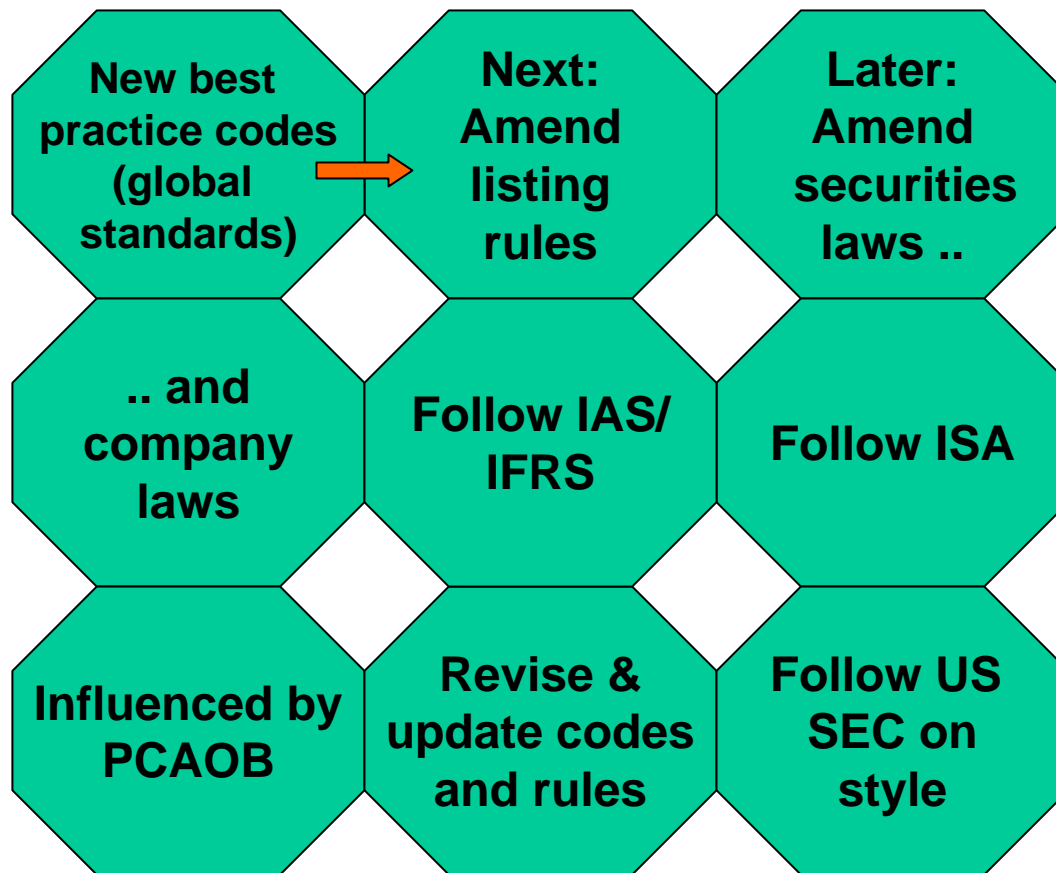 New best
practice codes
(global
standards)
Next:
Amend
listing
rules
Later:
Amend
securities
laws ..
.. and
company
laws
Follow IAS/
IFRS
Follow ISA
Influenced by
PCAOB
Revise &
update codes
and rules
Follow US
SEC on
style